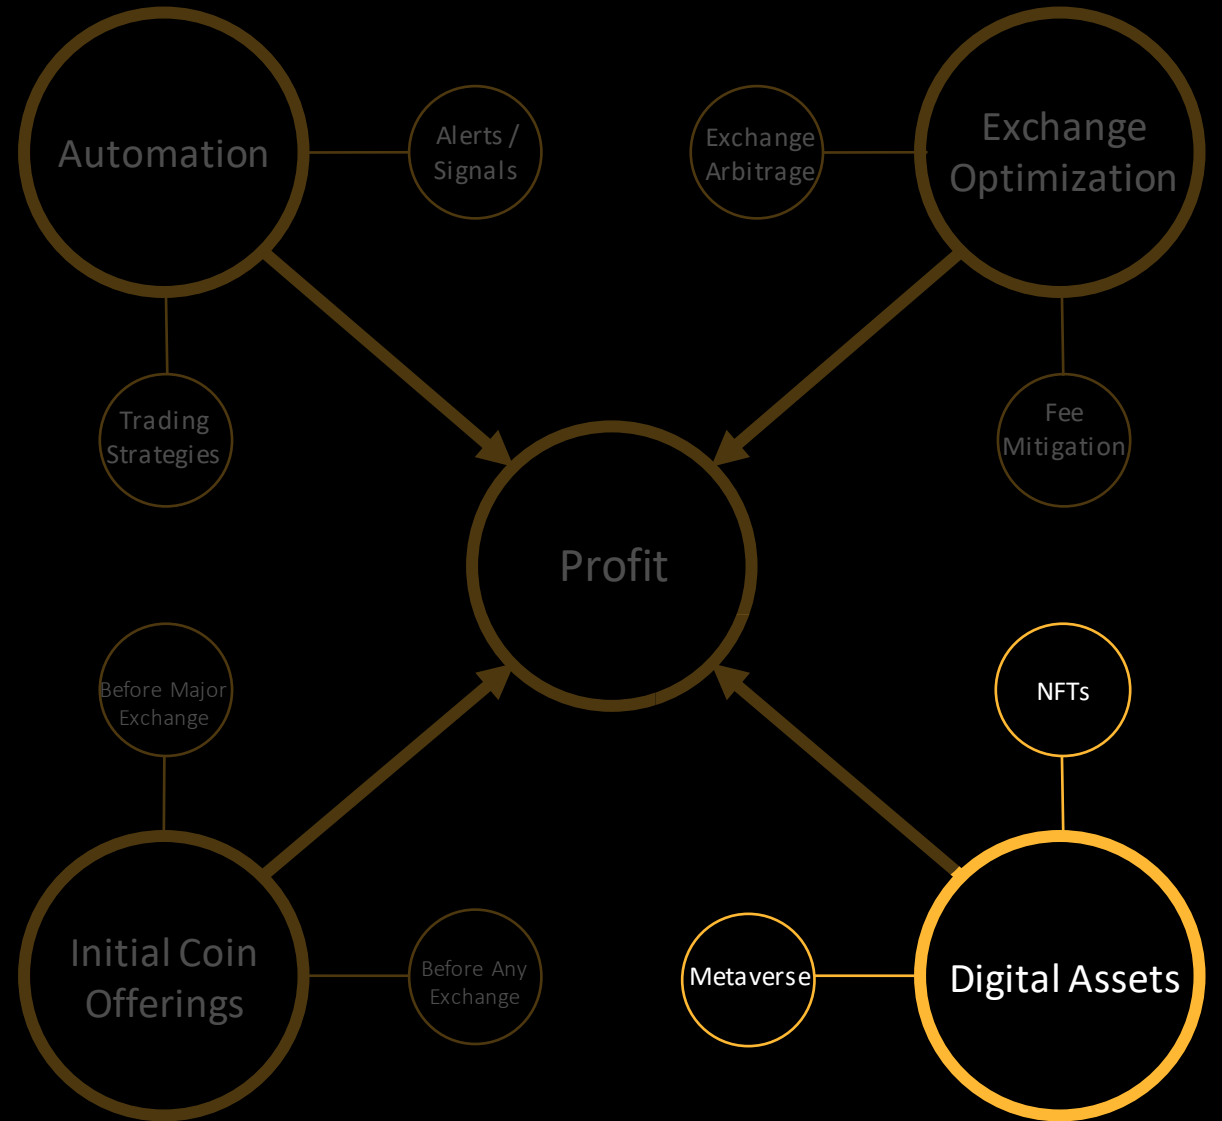 Automation
Alerts /
Signals
Exchange
Arbitrage
Exchange
Optimization
Trading
Strategies
Fee
Mitigation
Profit
Before Major
Exchange
NFTs
Initial Coin
Offerings
Before Any
Exchange
Metaverse
Digital Assets